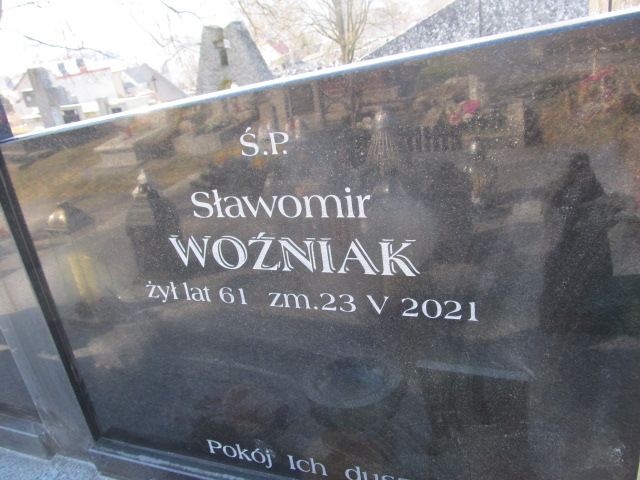 Ś.P.
Sławomir
WOŹNIAK
żył lat 61 zm.23 V 2021
Pokój Ich